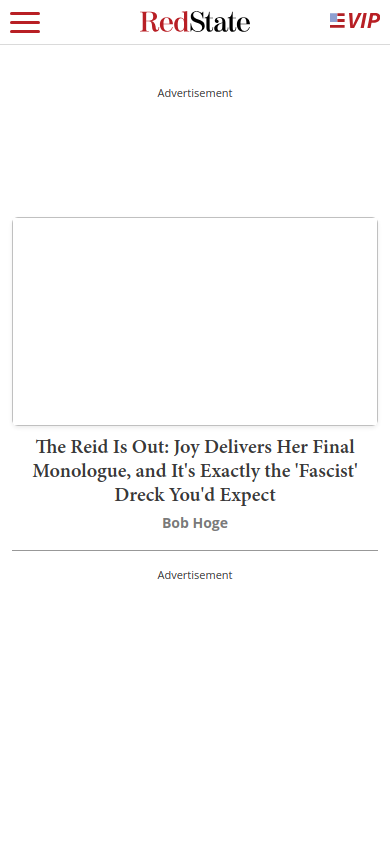 RedState
VIP
Advertisement
The Reid Is Out: Joy Delivers Her Final
Monologue, and It's Exactly the 'Fascist'
Dreck You'd Expect
Bob Hoge
Advertisement